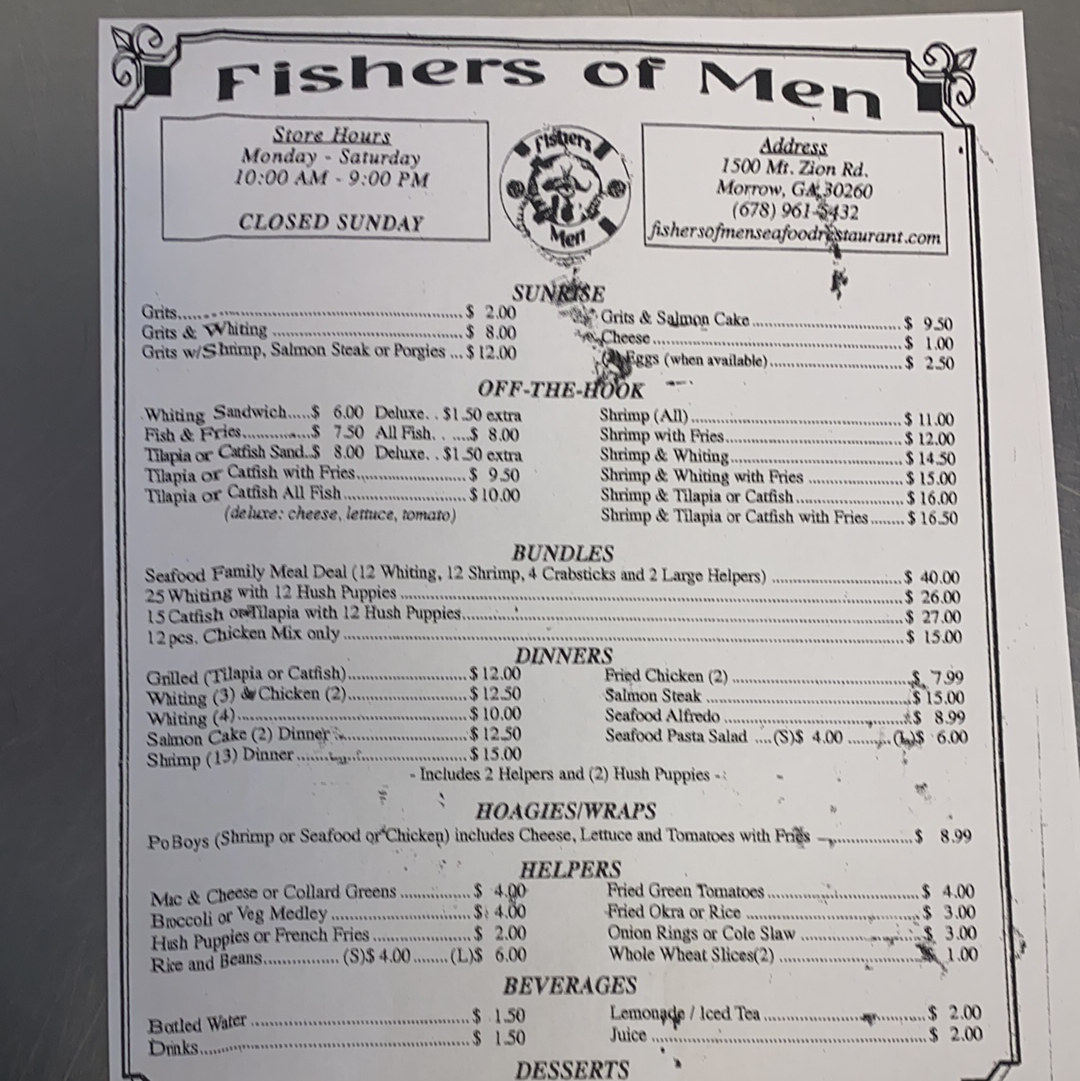 Fishers of Men
Store Hours
Monday - Saturday
10:00 AM - 9:00 PM
CLOSED SUNDAY
Fishers
Men
Address
1500 Mt. Zion Rd.
Morrow, GA 30260
(678) 961-5432
fishersofmenseafoodrestaurant.com
SUNRISE
Grits.....$ 2.00
Grits & Whiting.....$ 8.00
Grits w/Shrimp, Salmon Steak or Porgies...$ 12.00
Grits & Salmon Cake.....$ 9.50
Cheese.....$ 1.00
Eggs (when available).....$ 2.50
OFF-THE-HOOK
Whiting Sandwich.....$ 6.00 Deluxe. . $1.50 extra
Fish & Fries.....$ 7.50 All Fish. . .....$ 8.00
Tilapia or Catfish Sand..$ 8.00 Deluxe. . $1.50 extra
Tilapia or Catfish with Fries.....$ 9.50
Tilapia or Catfish All Fish.....$ 10.00
(deluxe: cheese, lettuce, tomato)
Shrimp (All).....$ 11.00
Shrimp with Fries.....$ 12.00
Shrimp & Whiting.....$ 14.50
Shrimp & Whiting with Fries.....$ 15.00
Shrimp & Tilapia or Catfish.....$ 16.00
Shrimp & Tilapia or Catfish with Fries........$ 16.50
BUNDLES
Seafood Family Meal Deal (12 Whiting, 12 Shrimp, 4 Crabsticks and 2 Large Helpers).....$ 40.00
25 Whiting with 12 Hush Puppies.....$ 26.00
15 Catfish or Tilapia with 12 Hush Puppies.....$ 27.00
12 pcs. Chicken Mix only.....$ 15.00
DINNERS
Grilled (Tilapia or Catfish).....$ 12.00
Whiting (3) & Chicken (2).....$ 12.50
Whiting (4).....$ 10.00
Salmon Cake (2) Dinner.....$ 12.50
Shrimp (13) Dinner.....$ 15.00
Fried Chicken (2).....$ 7.99
Salmon Steak.....$ 15.00
Seafood Alfredo.....$ 8.99
Seafood Pasta Salad ....(S)$ 4.00 ..........(L)$ 6.00
- Includes 2 Helpers and (2) Hush Puppies -
HOAGIES/WRAPS
Po Boys (Shrimp or Seafood or Chicken) includes Cheese, Lettuce and Tomatoes with Fries.....$ 8.99
HELPERS
Mac & Cheese or Collard Greens.....$ 4.00
Broccoli or Veg Medley.....$ 4.00
Hush Puppies or French Fries.....$ 2.00
Rice and Beans................ (S)$ 4.00........(L)$ 6.00
Fried Green Tomatoes.....$ 4.00
Fried Okra or Rice.....$ 3.00
Onion Rings or Cole Slaw.....$ 3.00
Whole Wheat Slices(2).....$ 1.00
BEVERAGES
Botled Water.....$ 1.50
Drinks.....$ 1.50
Lemonade / Iced Tea.....$ 2.00
Juice.....$ 2.00
DESSERTS